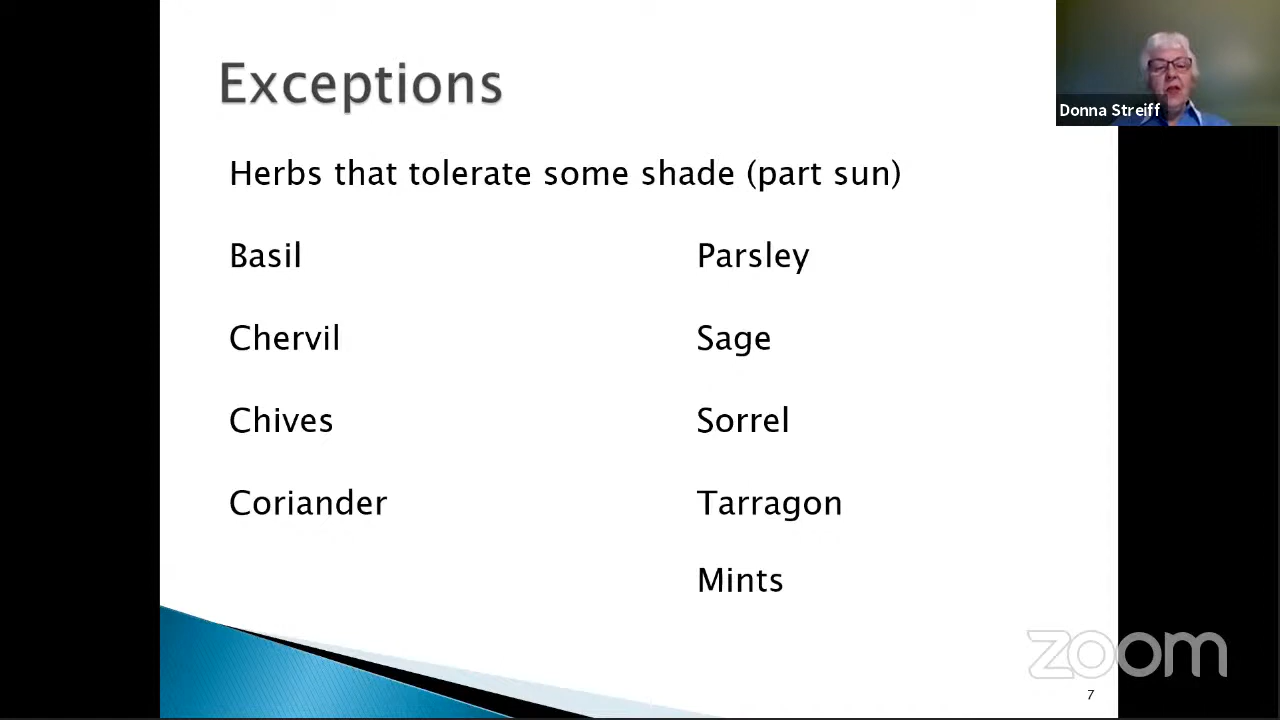 Exceptions
Donna Streiff
Herbs that tolerate some shade (part sun)
Basil
Parsley
Chervil
Sage
Chives
Sorrel
Coriander
Tarragon
Mints
zoom
7